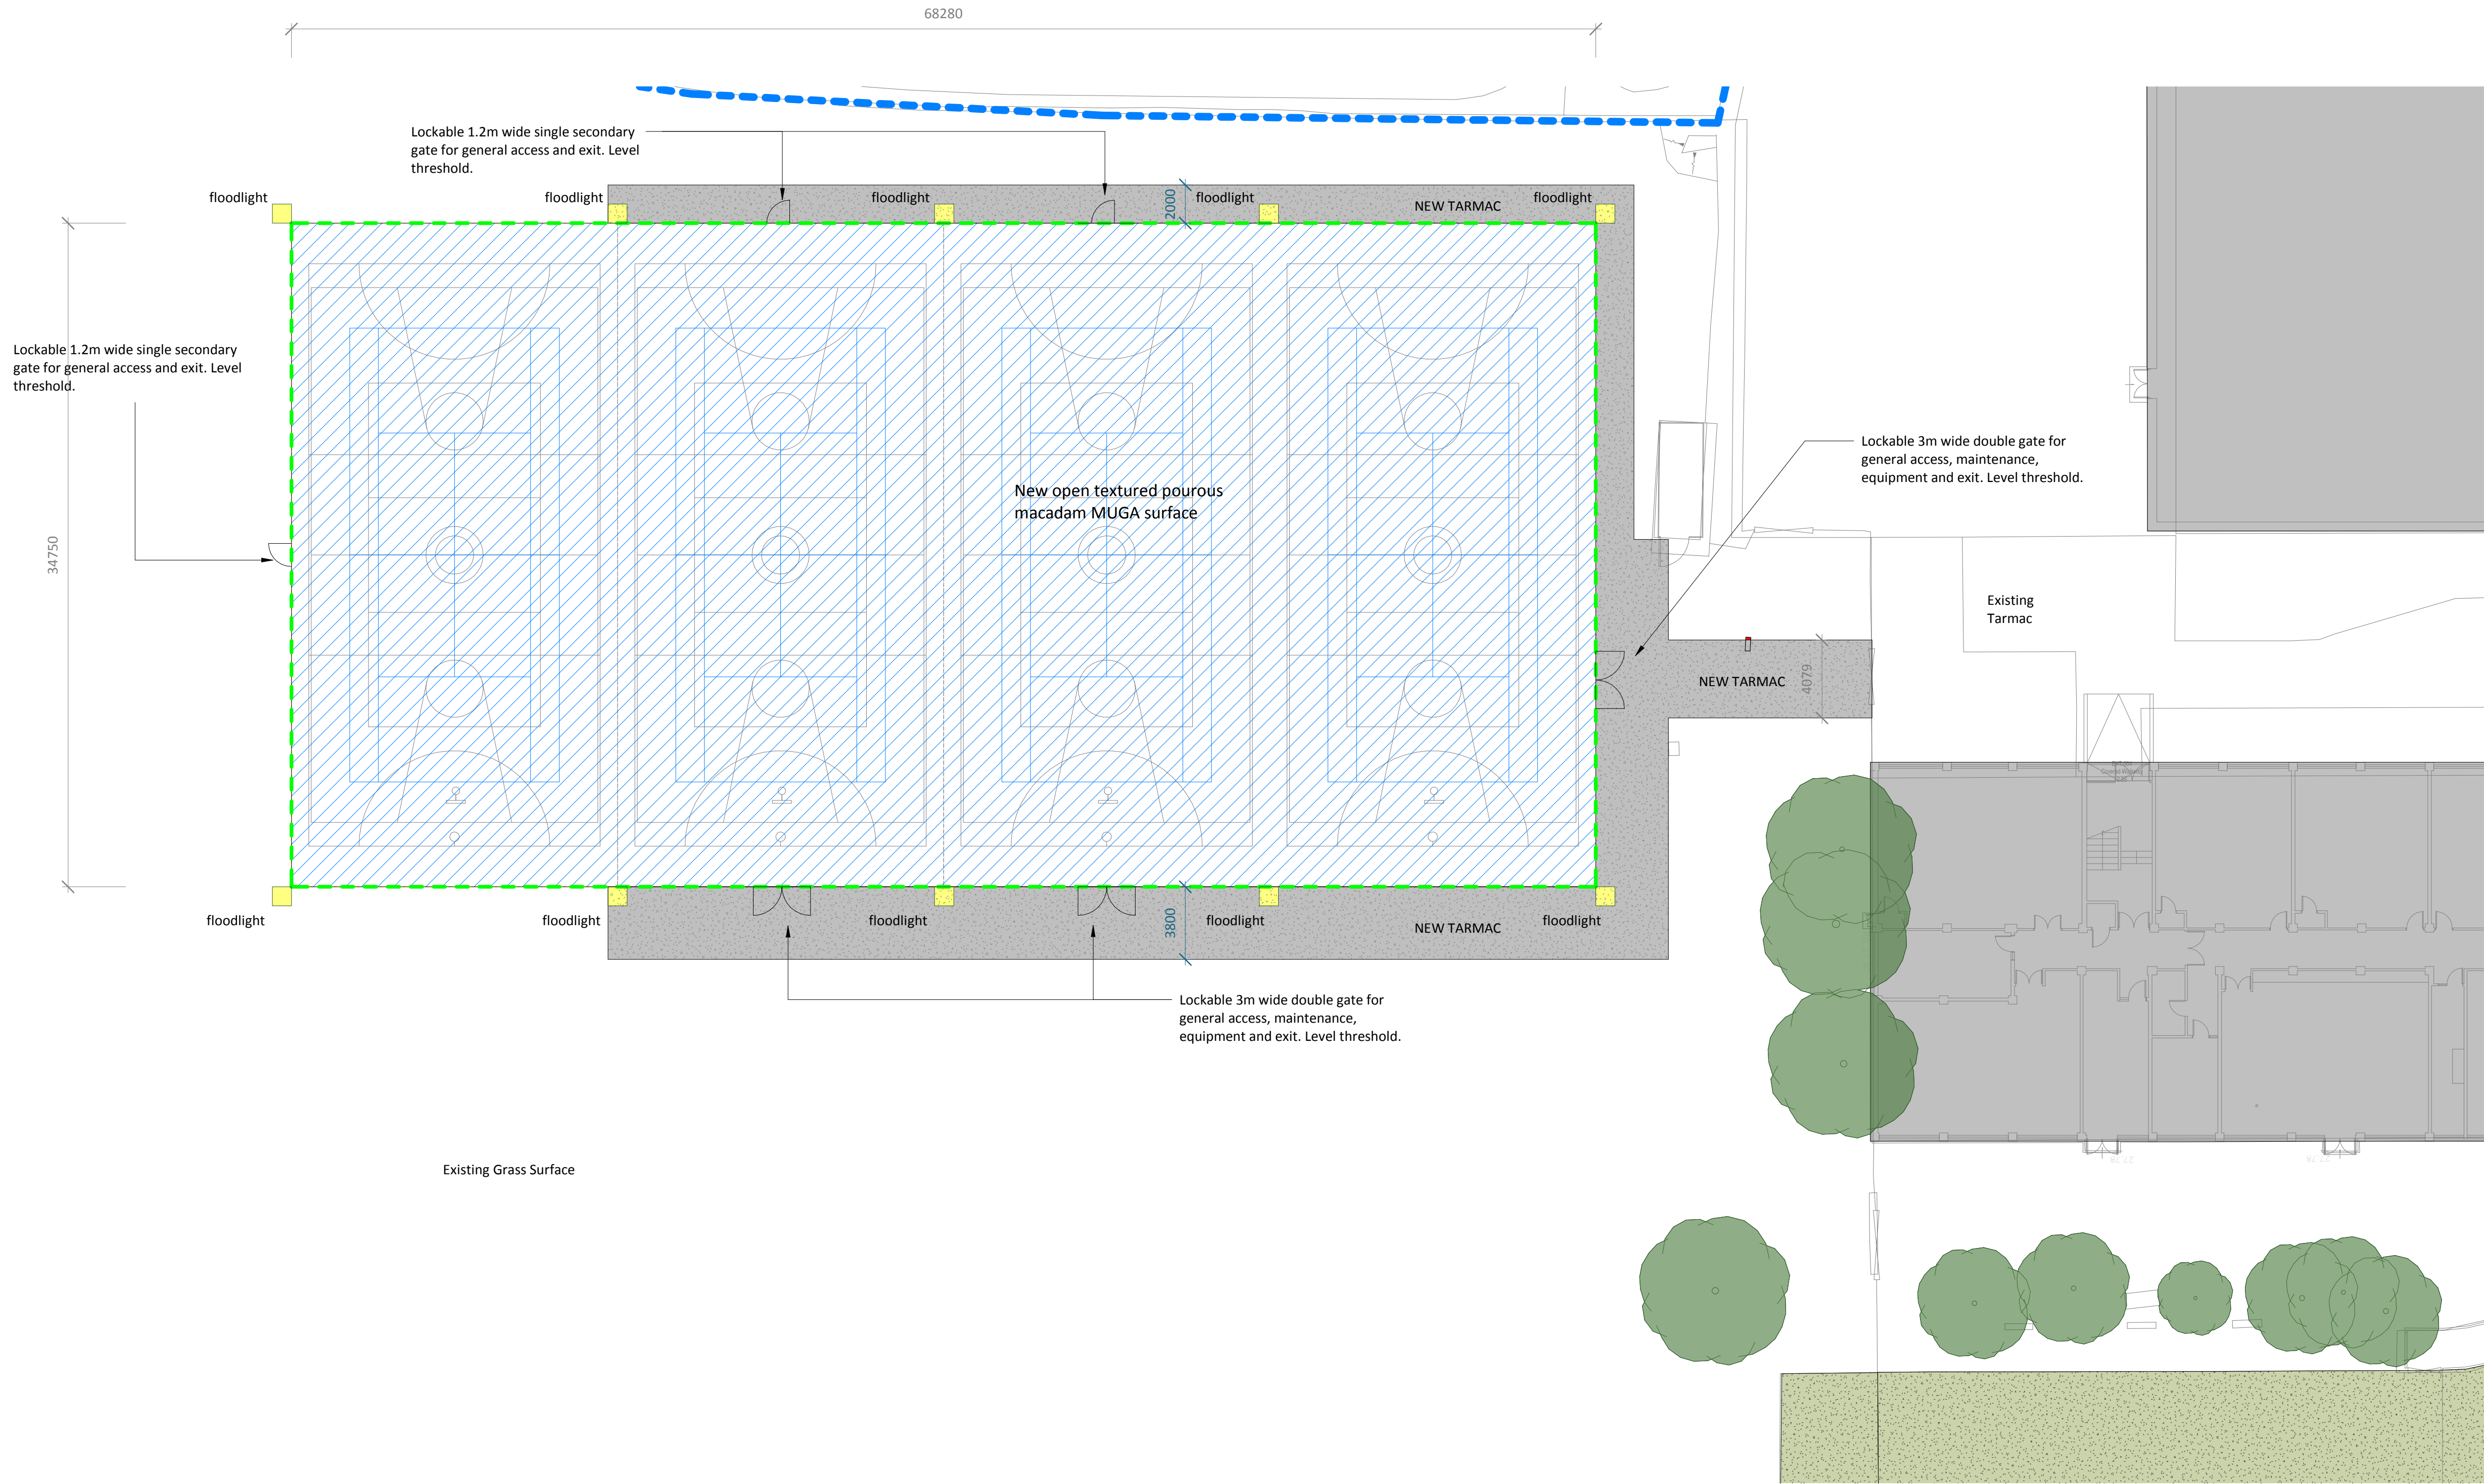 68280
Lockable 1.2m wide single secondary
gate for general access and exit. Level
threshold.
floodlight
floodlight
floodlight
floodlight
floodlight
2000
NEW TARMAC
Lockable 1.2m wide single secondary
gate for general access and exit. Level
threshold.
34750
New open textured pourous
macadam MUGA surface
Lockable 3m wide double gate for
general access, maintenance,
equipment and exit. Level threshold.
Existing
Tarmac
NEW TARMAC
4079
floodlight
floodlight
floodlight
floodlight
floodlight
3800
NEW TARMAC
Lockable 3m wide double gate for
general access, maintenance,
equipment and exit. Level threshold.
Existing Grass Surface
27.78